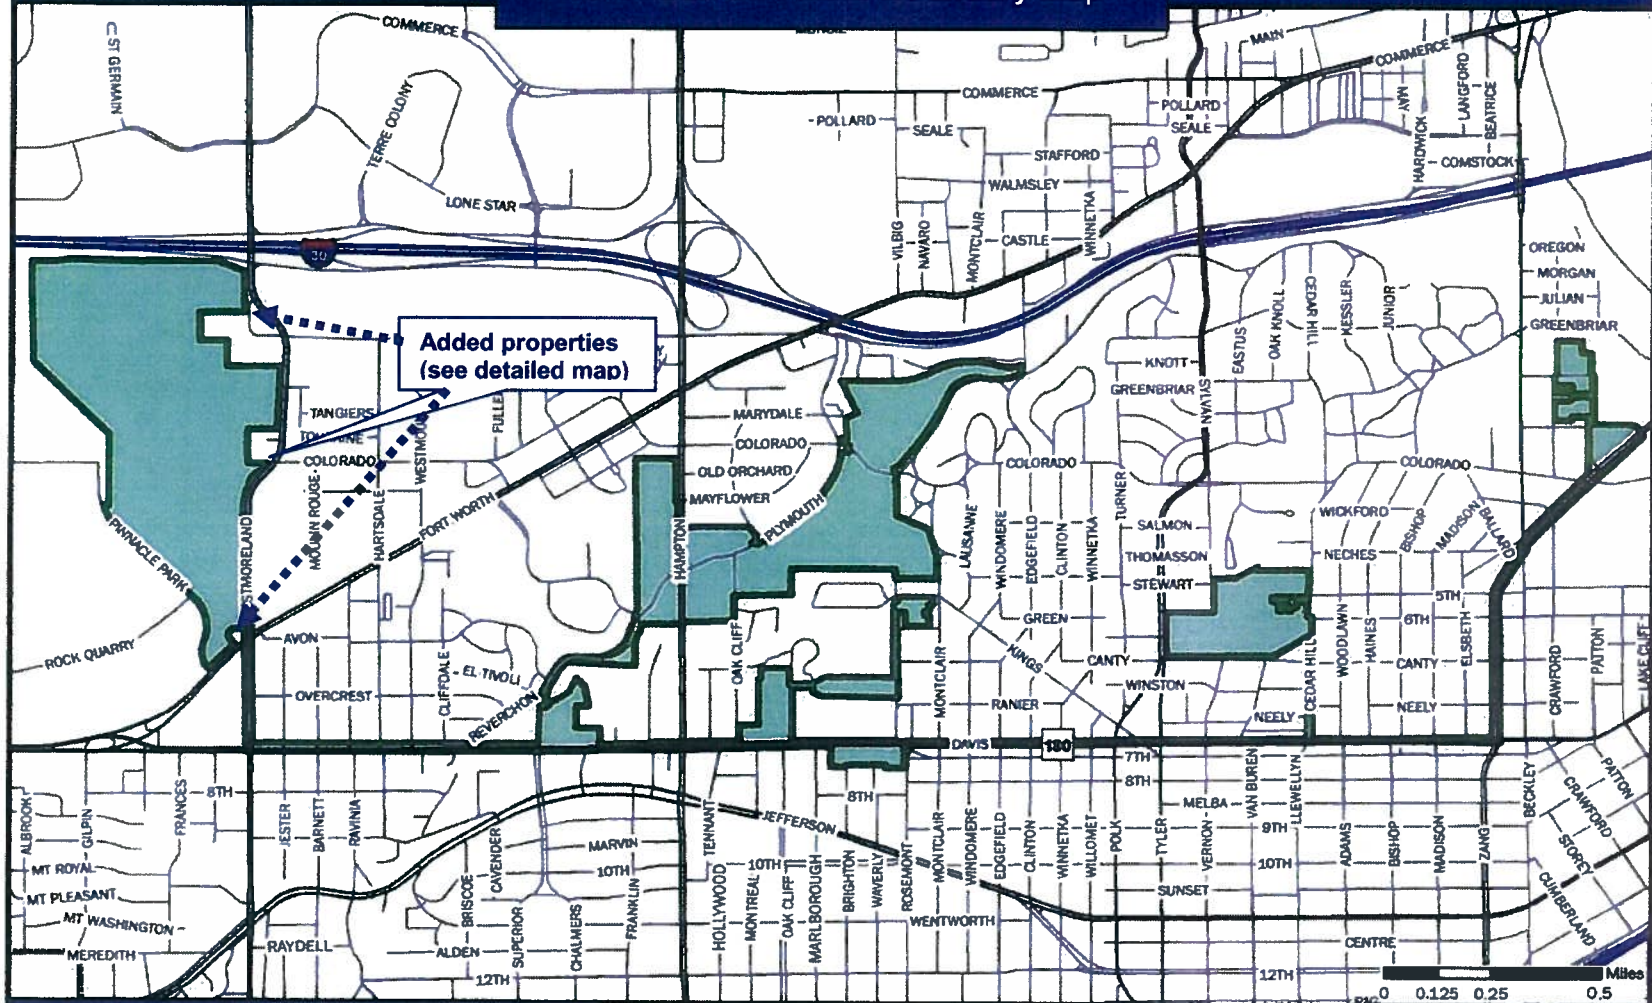 COMMERCE
MAIN
COMMERCE
ST GERMAIN
TERRE COLONY
COMMERCE
POLLARD
SEALE
POLLARD
SEALE
MAY
LANGFORD
BEATRICE
HARDWICK
COMSTOCK
STAFFORD
WALMSLEY
LONE STAR
VILBIG
NAVARO
MONTCLAIR
CASTLE
WINNETKA
30
OREGON
MORGAN
JULIAN
GREENBRIAR
Added properties
(see detailed map)
EASTUS
OAK KNOLL
CEDAR HILL
KESSLER
JUNIOR
KNOTT
GREENBRIAR
SYLVAN
TANGIERS
COLORADO
MOUNIN ROUGE
HARTSDALE
FORT WORTH
MARYDALE
COLORADO
OLD ORCHARD
MAYFLOWER
PLYMOUTH
HAMPTON
COLORADO
COLORADO
LAUSANNE
WINDOMERE
EDGEFIELD
CLINTON
WINNETKA
TURNER
SALMON
THOMASSON
STEWART
WICKFORD
BISHOP
MADISON
BALLARD
NECHES
PINNACLE PARK
ROCK QUARRY
AVON
OVERCREST
CLIFFDALE
EL TIVOLI
REVERCHON
OAK CLIFF
MONTCLAIR
GREEN
KINGS
CANTY
WINSTON
RANIER
5TH
6TH
WOODLAWN
HAINES
ELSBETH
CANTY
CEDAR HILL
NEELY
NEELY
CRAWFORD
PATTON
LAKE CLIFF
DAVIS
180
7TH
8TH
8TH
8TH
ALBROOK
GILPIN
FRANCES
JESTER
BARNETT
RAVINIA
MT ROYAL
MT PLEASANT
MT WASHINGTON
MEREDITH
RAYDELL
BRISCOE
CAVENDER
ALDEN
SUPERIOR
CHALMERS
FRANKLIN
MARVIN
10TH
12TH
TENNANT
JEFFERSON
HOLLYWOOD
MONTREAL
10TH
OAK CLIFF
MARLBOROUGH
BRIGHTON
WAVERLY
ROSEMONT
MONTCLAIR
WINDOMERE
EDGEFIELD
CLINTON
WINNETKA
WILLOMET
POLK
TYLER
VERNON
MELBA
VAN BUREN
LLEWELLYN
9TH
10TH
SUNSET
WENTWORTH
ADAMS
BISHOP
MADISON
ZANG
BECKLEY
CRAWFORD
PATTON
STOREY
CUMBERLAND
CENTRE
12TH
Miles
0 0.125 0.25 0.5